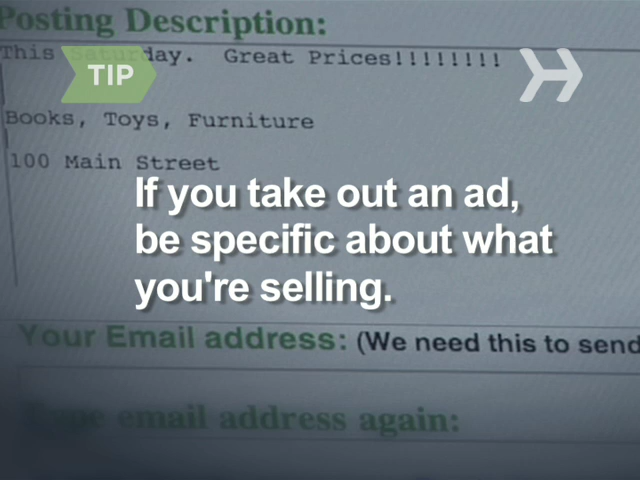 Posting Description:
This Saturday. Great Prices!!!!!!!!!
TIP
Books, Toys, Furniture
100 Main Street
If you take out an ad,
be specific about what
you're selling.
Your Email address: (We need this to send
Type email address again: